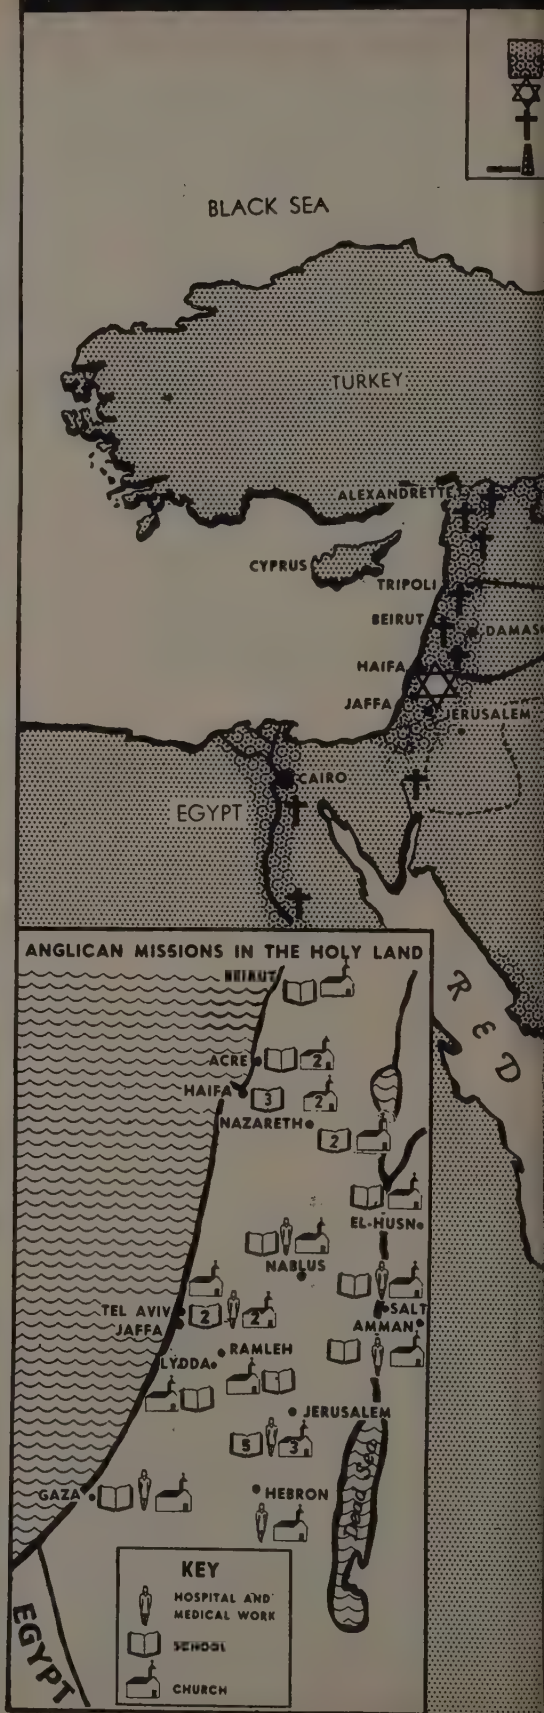 BLACK SEA
TURKEY
ALEXANDRETTE
CYPRUS
TRIPOLI
BEIRUT
DAMAS
HAIFA
JAFFA
JERUSALEM
CAIRO
EGYPT
RED
ANGLICAN MISSIONS IN THE HOLY LAND
BEIRUT
ACRE
2
HAIFA
3
2
NAZARETH
2
EL-HUSN
NABLUS
TEL AVIV
2
2
JAFFA
SALT
AMMAN
RAMLEH
LYDDA
JERUSALEM
5
3
GAZA
HEBRON
Dead Sea
KEY
HOSPITAL AND
MEDICAL WORK
SCHOOL
CHURCH
EGYPT